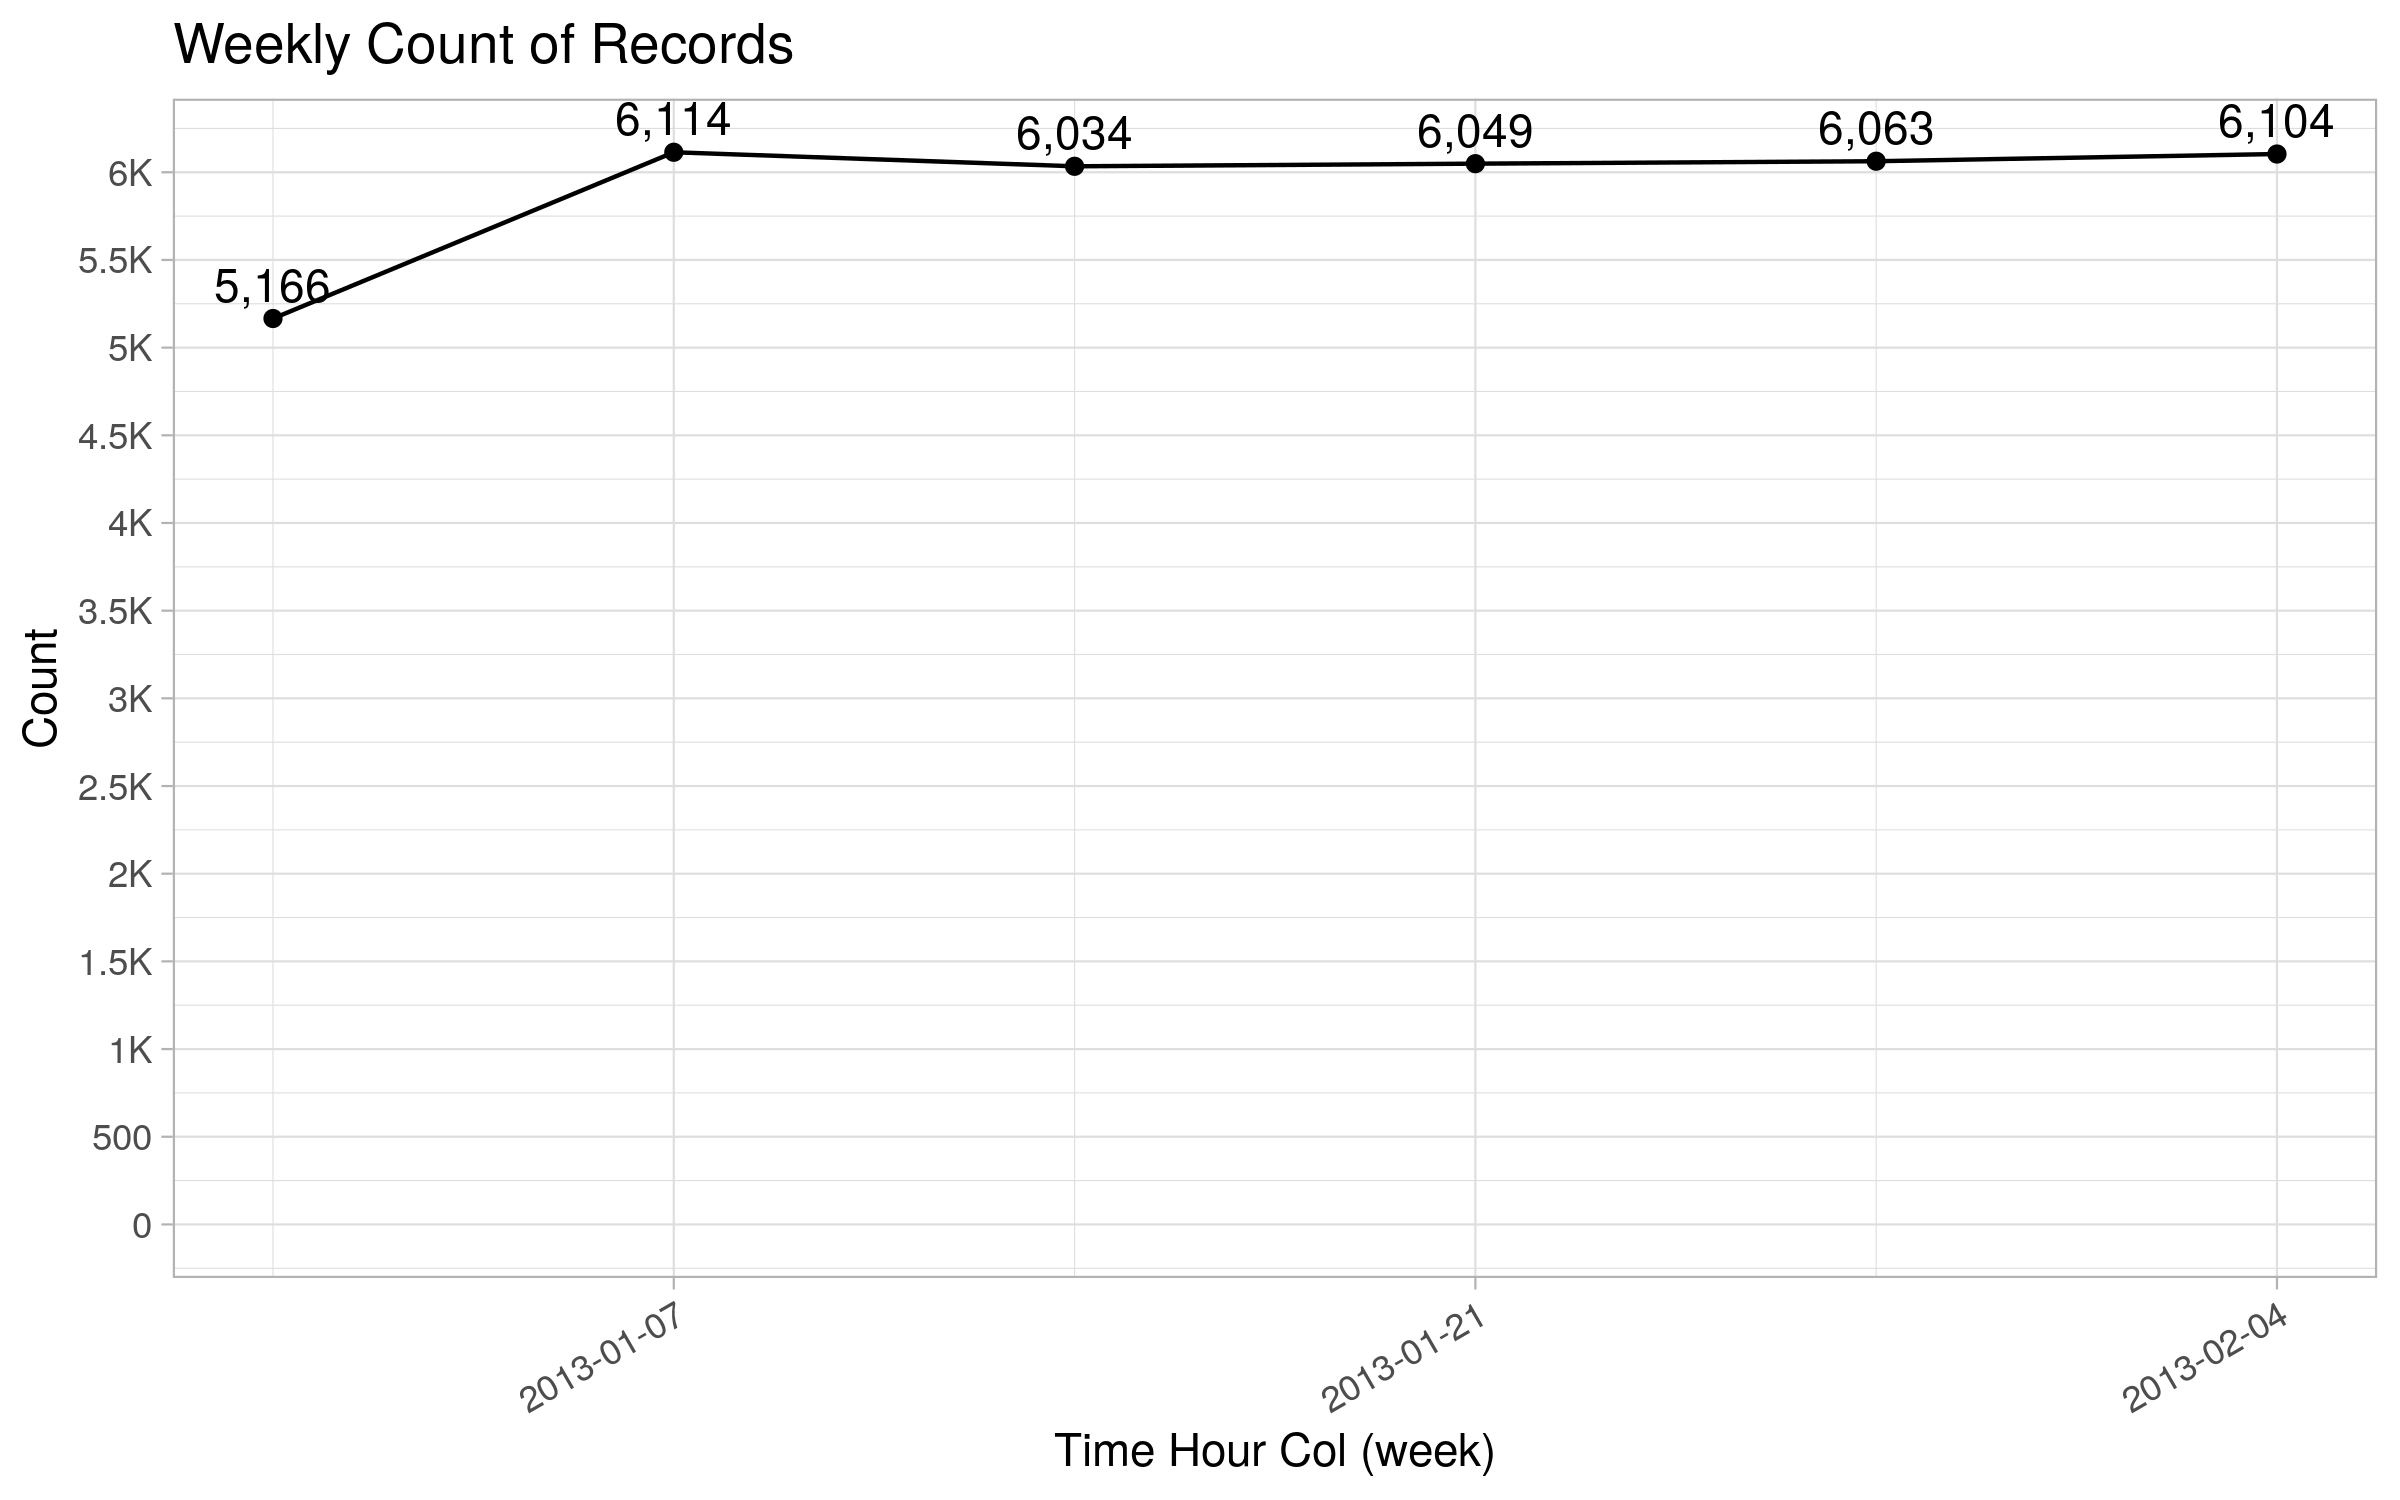 Weekly Count of Records
6,114
6,034
6,049
6,063
6,104
5,166
6K
5.5K
5K
4.5K
4K
3.5K
3K
2.5K
2K
1.5K
1K
500
0
Count
2013-01-07
2013-01-21
2013-02-04
Time Hour Col (week)